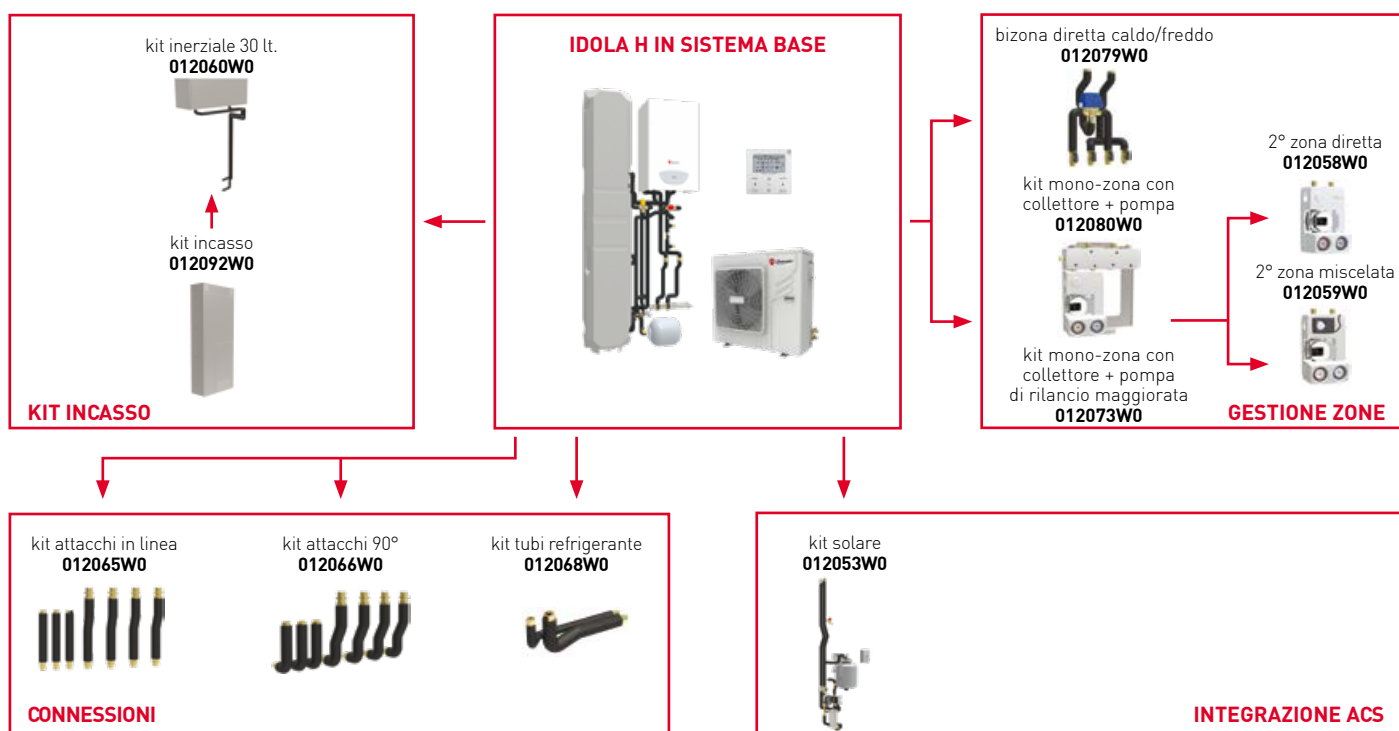 kit inerziale 30 lt.
012060W0
kit incasso
012092W0
KIT INCASSO
IDOLA H IN SISTEMA BASE
bizona diretta caldo/freddo
012079W0
kit mono-zona con
collettore + pompa
012080W0
kit mono-zona con
collettore + pompa
di rilancio maggiorata
012073W0
2° zona diretta
012058W0
2° zona miscelata
012059W0
GESTIONE ZONE
kit attacchi in linea
012065W0
kit attacchi 90°
012066W0
kit tubi refrigerante
012068W0
CONNESSIONI
kit solare
012053W0
INTEGRAZIONE ACS